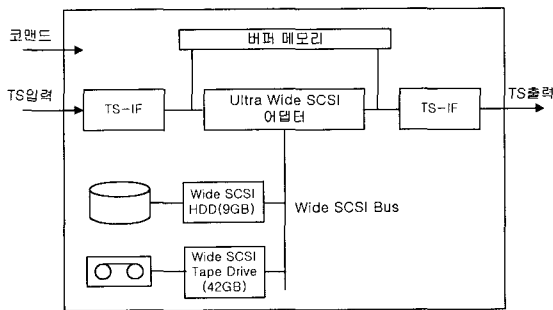 코맨드
버퍼 메모리
TS입력
TS-IF
Ultra Wide SCSI
어댑터
TS-IF
TS출력
Wide SCSI
HDD(9GB)
Wide SCSI Bus
Wide SCSI
Tape Drive
(42GB)